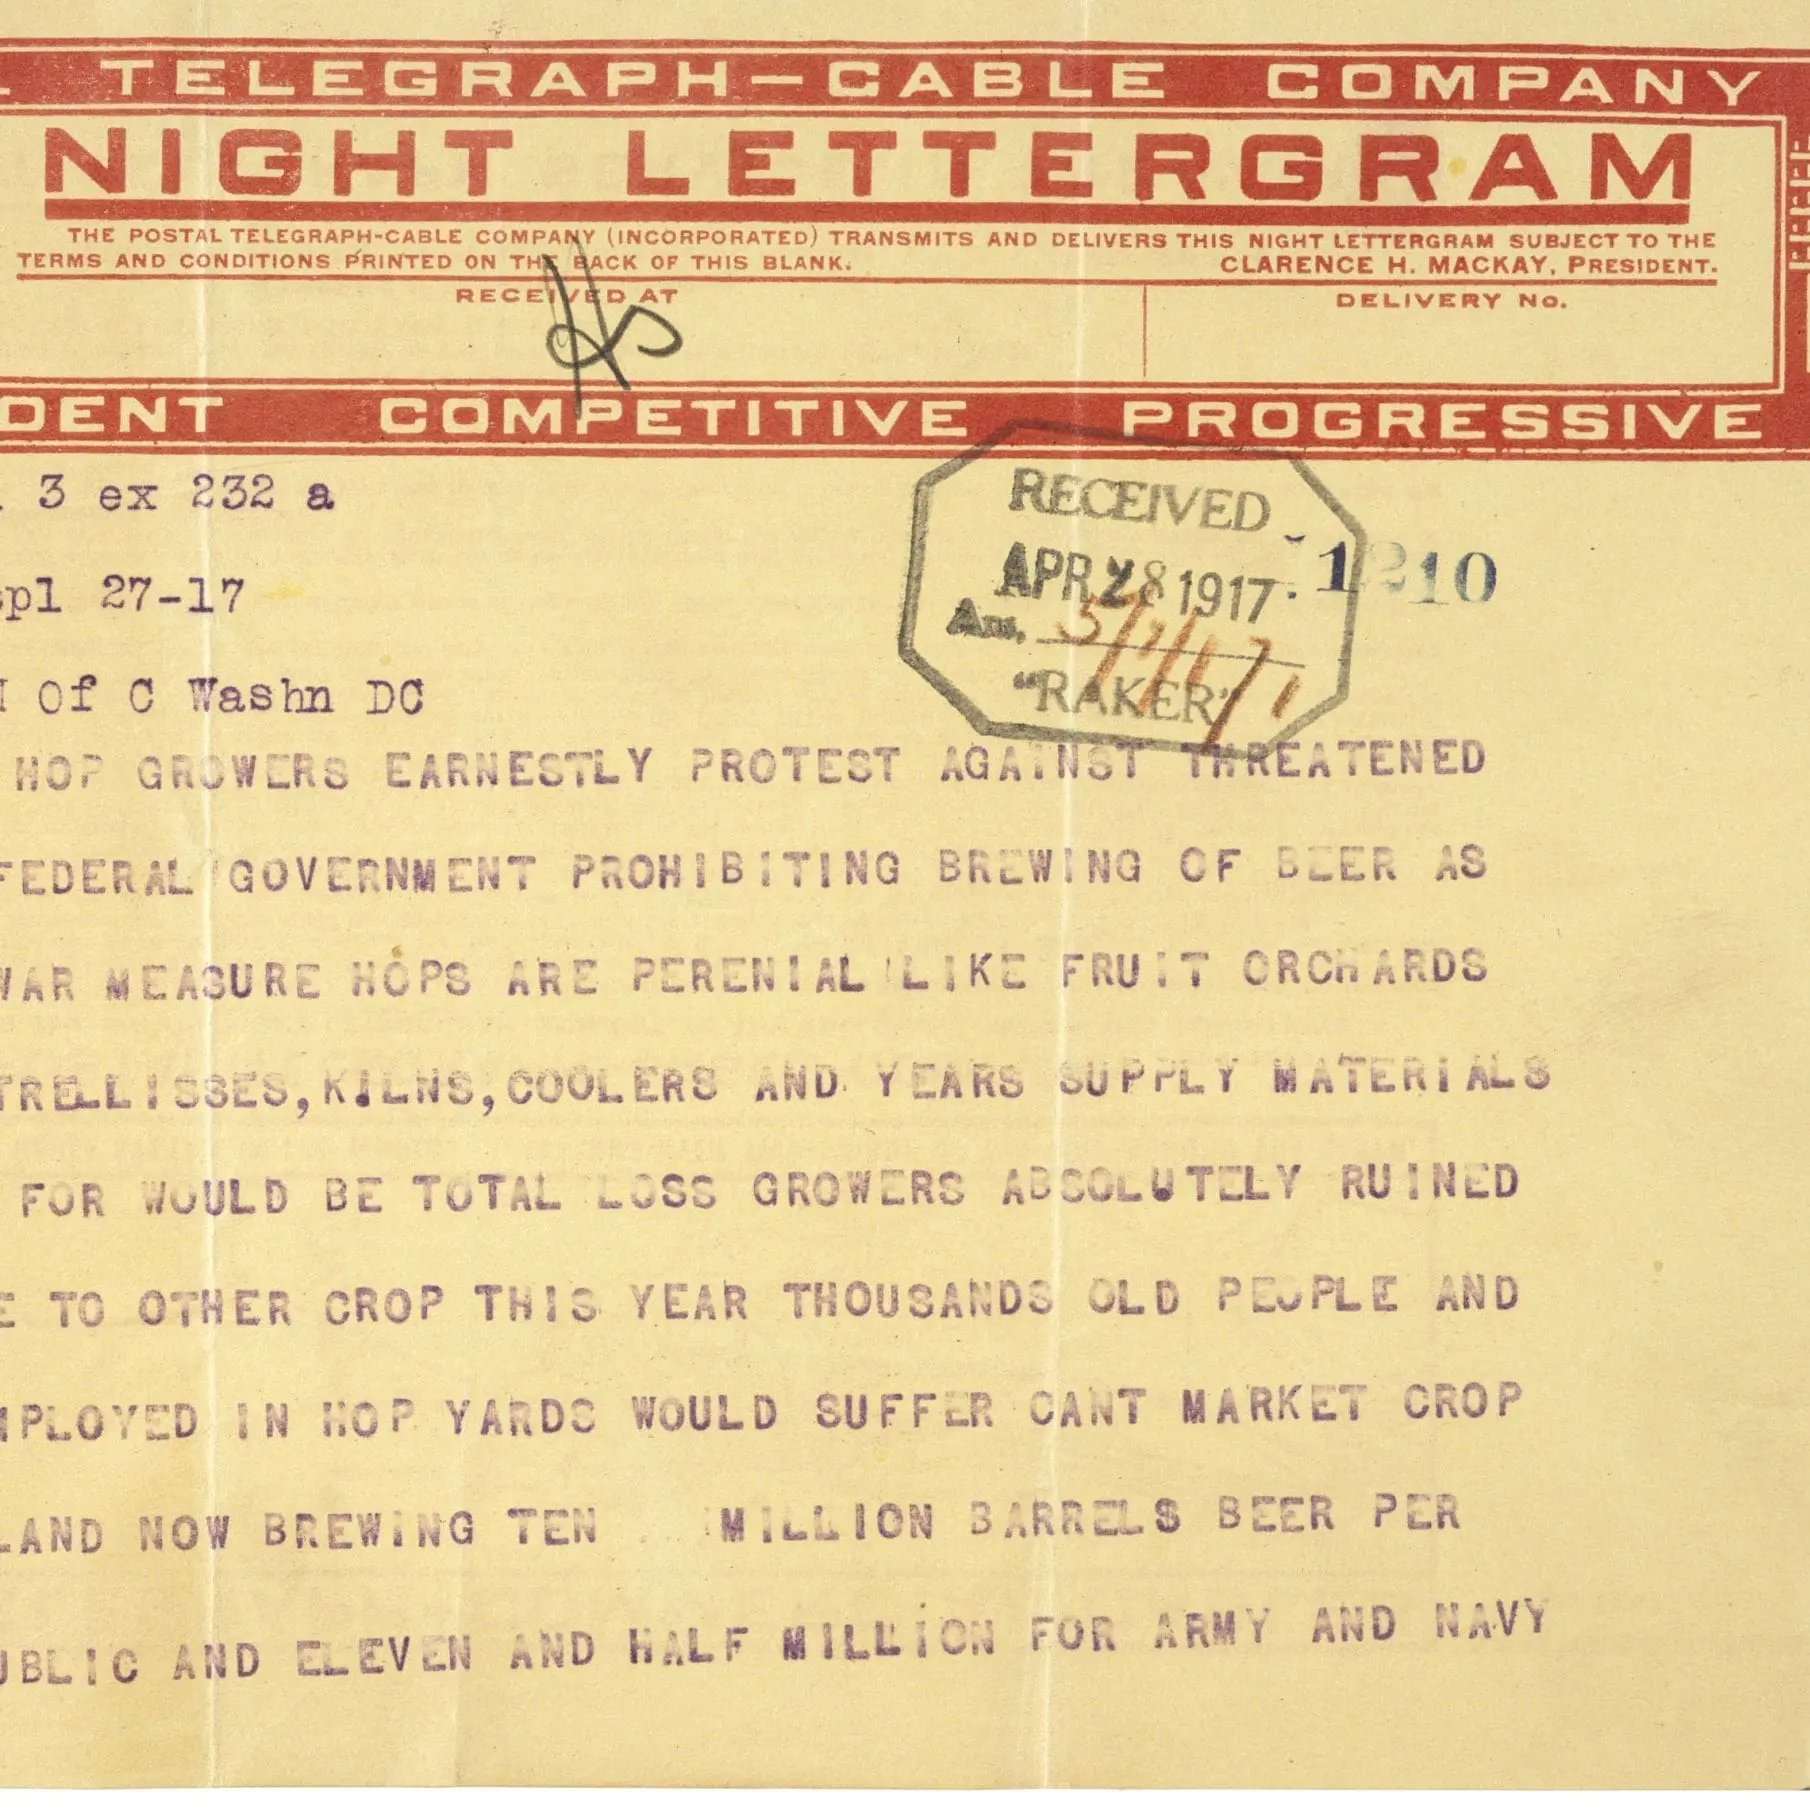 TELEGRAPH-CABLE COMPANY
NIGHT LETTERGRAM
THE POSTAL TELEGRAPH-CABLE COMPANY (INCORPORATED) TRANSMITS AND DELIVERS THIS NIGHT LETTERGRAM SUBJECT TO THE
TERMS AND CONDITIONS PRINTED ON THE BACK OF THIS BLANK.
CLARENCE H. MACKAY, PRESIDENT.
RECEIVED AT
DELIVERY No.
DENT COMPETITIVE PROGRESSIVE
3 ex 232 a
RECEIVED
APR 28 1917
1210
Ans.
"RAKER"
pl 27-17
Of C Washn DC
HOP GROWERS EARNESTLY PROTEST AGAINST THREATENED
FEDERAL GOVERNMENT PROHIBITING BREWING OF BEER AS
WAR MEASURE HOPS ARE PERENIAL LIKE FRUIT ORCHARDS
TRELLISSES,KILNS,COOLERS AND YEARS SUPPLY MATERIALS
FOR WOULD BE TOTAL LOSS GROWERS ABSOLUTELY RUINED
E TO OTHER CROP THIS YEAR THOUSANDS OLD PEOPLE AND
MPLOYED IN HOP YARDS WOULD SUFFER CANT MARKET CROP
LAND NOW BREWING TEN MILLION BARRELS BEER PER
UBLIC AND ELEVEN AND HALF MILLION FOR ARMY AND NAVY